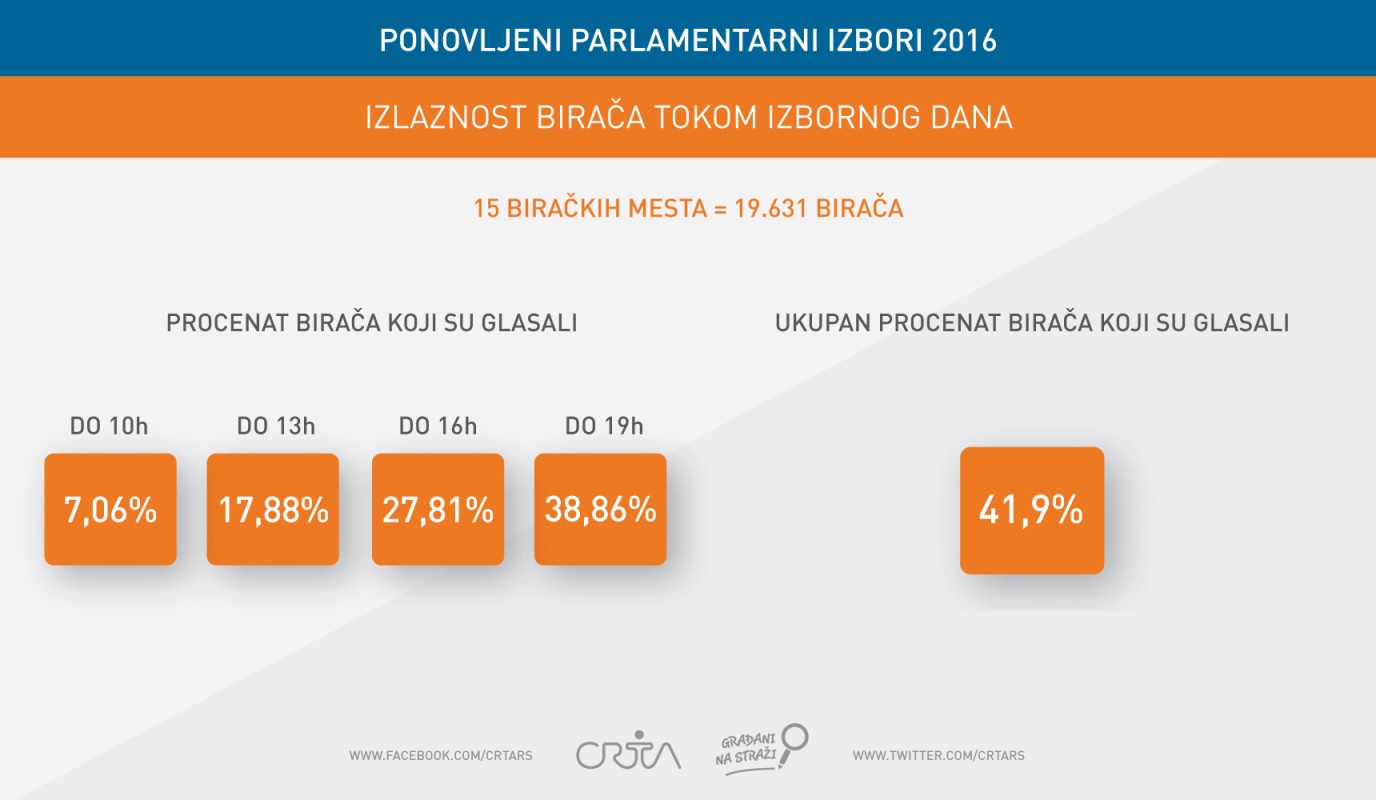 PONOVLJENI PARLAMENTARNI IZBORI 2016
IZLAZNOST BIRAČA TOKOM IZBORNOG DANA
15 BIRAČKIH MESTA = 19.631 BIRAČA
PROCENAT BIRAČA KOJI SU GLASALI
DO 10h
7,06%
DO 13h
17,88%
DO 16h
27,81%
DO 19h
38,86%
UKUPAN PROCENAT BIRAČA KOJI SU GLASALI
41,9%
WWW.FACEBOOK.COM/CRTARS
CRTA
GRAĐANI
NA STRAŽI
WWW.TWITTER.COM/CRTARS